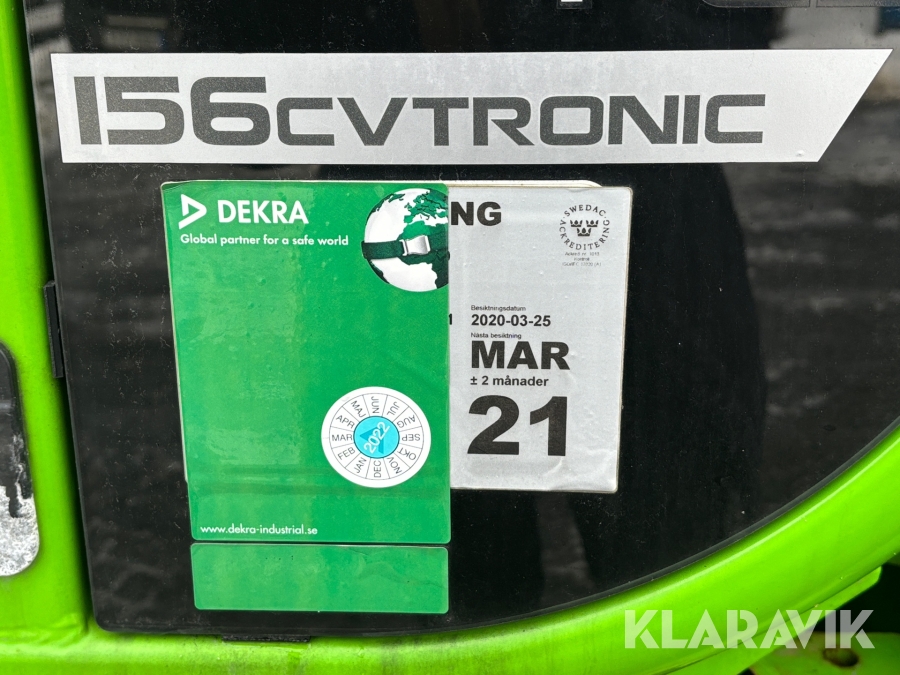 156CVTRONIC
DEKRA
Global partner for a safe world
NG
SWEDAC
ACKREDITERING
Besiktningsdatum
2020-03-25
Nästa besiktning
MAR
± 2 månader
21
JAN FEB MAR APR MAJ JUN JUL AUG SEP OKT NOV DEC
2022
www.dekra-industrial.se
KLARAVIK